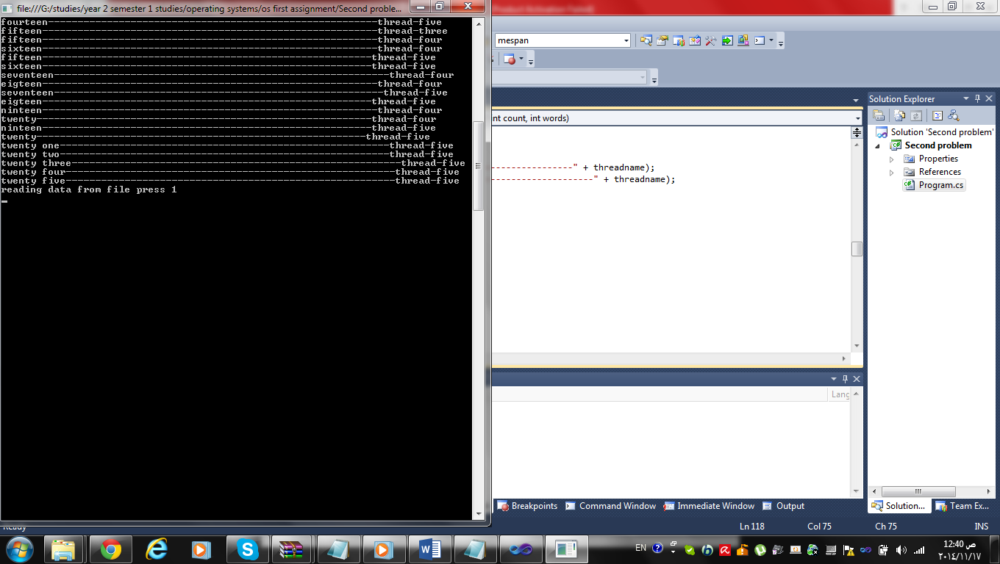 file:///G:/studies/year 2 semester 1 studies/operating systems/os first assignment/Second proble...
fourteen--------------------------------------------------------thread-five
fifteen---------------------------------------------------------thread-three
fifteen---------------------------------------------------------thread-four
sixteen---------------------------------------------------------thread-four
fifteen---------------------------------------------------------thread-five
sixteen---------------------------------------------------------thread-five
seventeen---------------------------------------------------------thread-four
eigteen---------------------------------------------------------thread-four
seventeen--------------------------------------------------------thread-five
eigteen---------------------------------------------------------thread-five
ninteen---------------------------------------------------------thread-four
twenty----------------------------------------------------------thread-four
ninteen---------------------------------------------------------thread-five
twenty--------------------------------------------------------thread-five
twenty one--------------------------------------------------------thread-five
twenty two--------------------------------------------------------thread-five
twenty three--------------------------------------------------------thread-five
twenty four--------------------------------------------------------thread-five
twenty five--------------------------------------------------------thread-five
reading data from file press 1
mespan
nt count, int words)
----------------" + threadname);
--------------------" + threadname);
Solution Explorer
Solution 'Second problem'
Second problem
Properties
References
Program.cs
Lang
Breakpoints
Command Window
Immediate Window
Output
Solution...
Team Ex...
Ready
Ln 118
Col 75
Ch 75
INS
EN
12:40 ص
٢٠١٤/١١/١٧